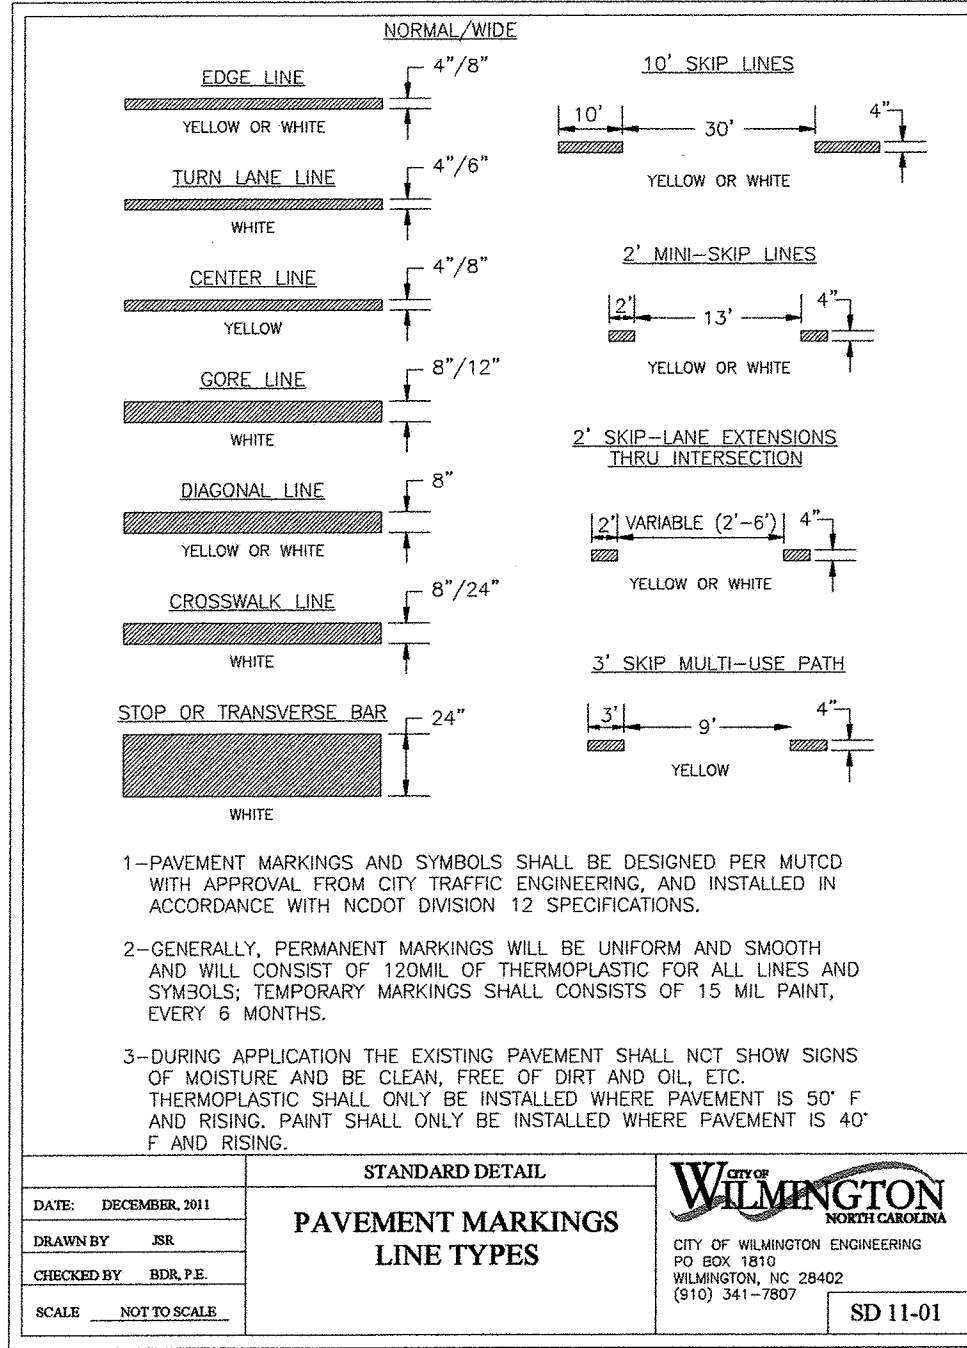 NORMAL/WIDE
EDGE LINE
4"/8"
YELLOW OR WHITE
TURN LANE LINE
4"/6"
WHITE
CENTER LINE
4"/8"
YELLOW
GORE LINE
8"/12"
WHITE
DIAGONAL LINE
8"
YELLOW OR WHITE
CROSSWALK LINE
8"/24"
WHITE
STOP OR TRANSVERSE BAR
24"
WHITE
10' SKIP LINES
10'
30'
4"
YELLOW OR WHITE
2' MINI-SKIP LINES
2'
13'
4"
YELLOW OR WHITE
2' SKIP-LANE EXTENSIONS
THRU INTERSECTION
2'
VARIABLE (2'-6')
4"
YELLOW OR WHITE
3' SKIP MULTI-USE PATH
3'
9'
4"
YELLOW
1-PAVEMENT MARKINGS AND SYMBOLS SHALL BE DESIGNED PER MUTCD
WITH APPROVAL FROM CITY TRAFFIC ENGINEERING, AND INSTALLED IN
ACCORDANCE WITH NCDOT DIVISION 12 SPECIFICATIONS.
2-GENERALLY, PERMANENT MARKINGS WILL BE UNIFORM AND SMOOTH
AND WILL CONSIST OF 120MIL OF THERMOPLASTIC FOR ALL LINES AND
SYMBOLS; TEMPORARY MARKINGS SHALL CONSISTS OF 15 MIL PAINT,
EVERY 6 MONTHS.
3-DURING APPLICATION THE EXISTING PAVEMENT SHALL NOT SHOW SIGNS
OF MOISTURE AND BE CLEAN, FREE OF DIRT AND OIL, ETC.
THERMOPLASTIC SHALL ONLY BE INSTALLED WHERE PAVEMENT IS 50° F
AND RISING. PAINT SHALL ONLY BE INSTALLED WHERE PAVEMENT IS 40°
F AND RISING.
DATE: DECEMBER, 2011
DRAWN BY JSR
CHECKED BY BDR, P.E.
SCALE NOT TO SCALE
STANDARD DETAIL
PAVEMENT MARKINGS
LINE TYPES
CITY OF
WILMINGTON
NORTH CAROLINA
CITY OF WILMINGTON ENGINEERING
PO BOX 1810
WILMINGTON, NC 28402
(910) 341-7807
SD 11-01